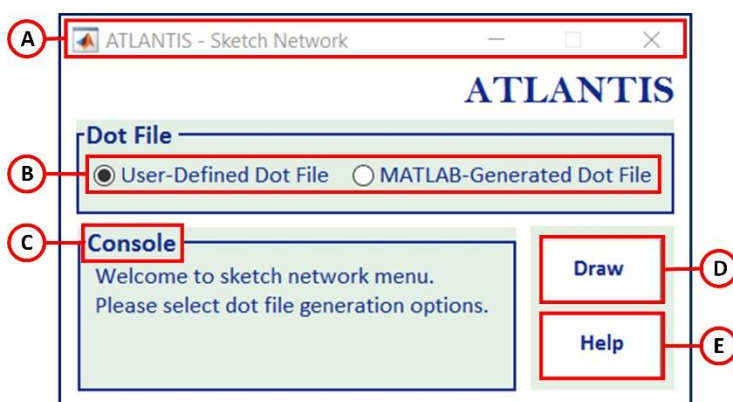 A
ATLANTIS - Sketch Network
ATLANTIS
Dot File
B
User-Defined Dot File MATLAB-Generated Dot File
C
Console
Welcome to sketch network menu.
Please select dot file generation options.
Draw
D
Help
E